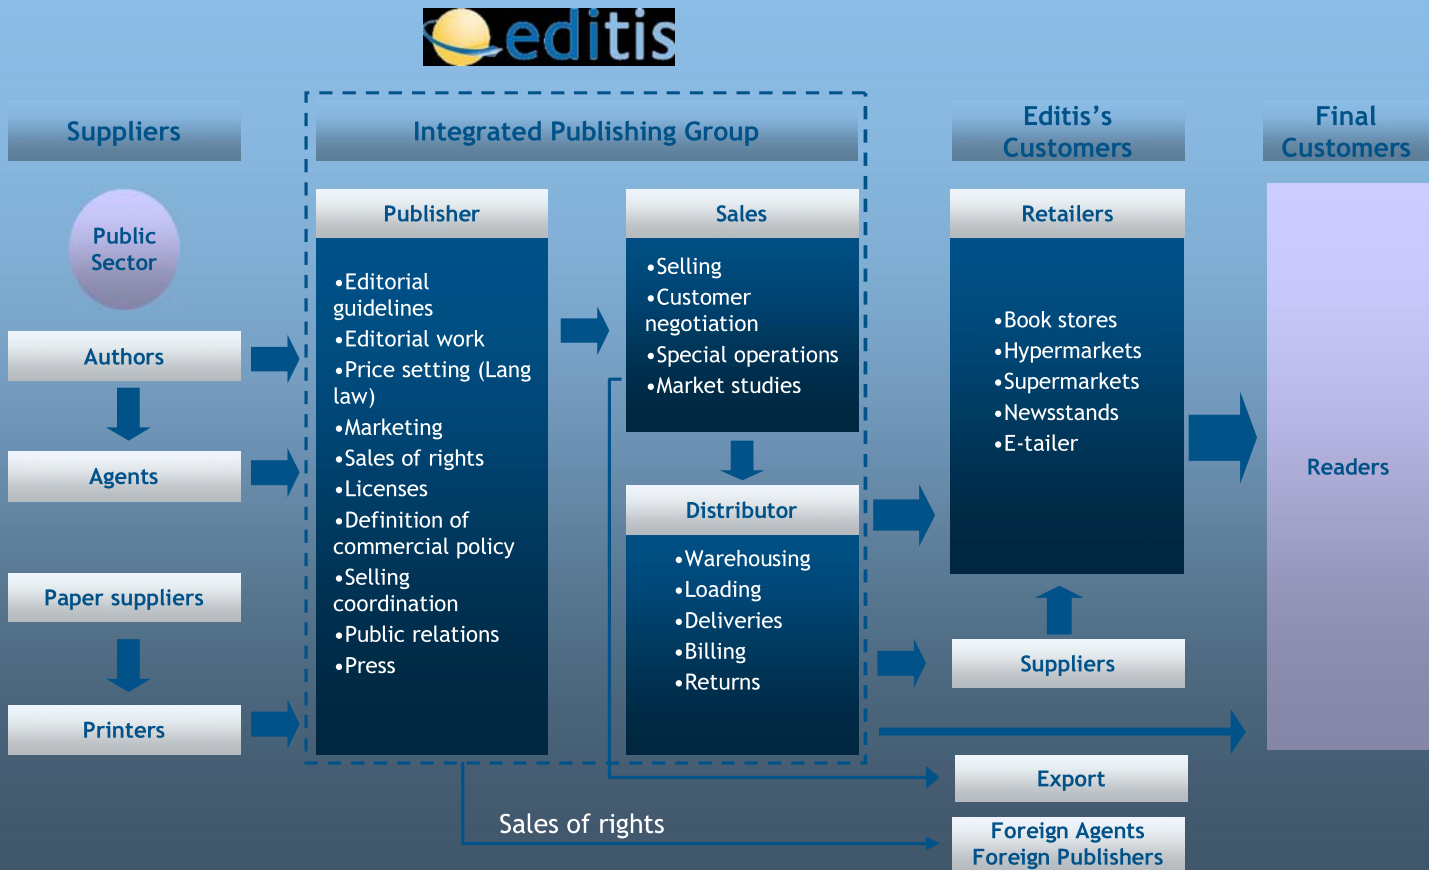 editis
Suppliers
Integrated Publishing Group
Editis's
Customers
Final
Customers
Public
Sector
Authors
Agents
Paper suppliers
Printers
Publisher
•Editorial
guidelines
•Editorial work
•Price setting (Lang
law)
•Marketing
•Sales of rights
•Licenses
•Definition of
commercial policy
•Selling
coordination
•Public relations
•Press
Sales
•Selling
•Customer
negotiation
•Special operations
•Market studies
Distributor
•Warehousing
•Loading
•Deliveries
•Billing
•Returns
Retailers
•Book stores
•Hypermarkets
•Supermarkets
•Newsstands
•E-tailer
Suppliers
Readers
Export
Sales of rights
Foreign Agents
Foreign Publishers